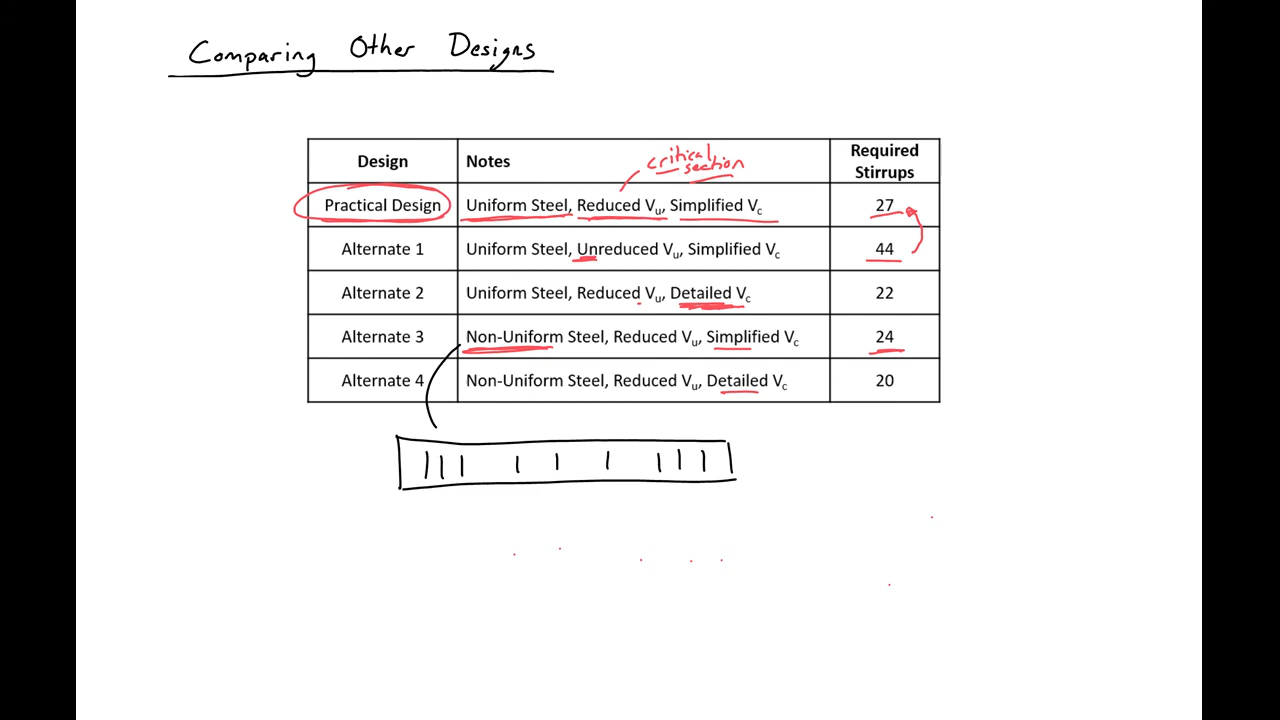 Comparing Other Designs
critical section
Design Notes Required Stirrups
Practical Design Uniform Steel, Reduced Vu, Simplified Vc 27
Alternate 1 Uniform Steel, Unreduced Vu, Simplified Vc 44
Alternate 2 Uniform Steel, Reduced Vu, Detailed Vc 22
Alternate 3 Non-Uniform Steel, Reduced Vu, Simplified Vc 24
Alternate 4 Non-Uniform Steel, Reduced Vu, Detailed Vc 20